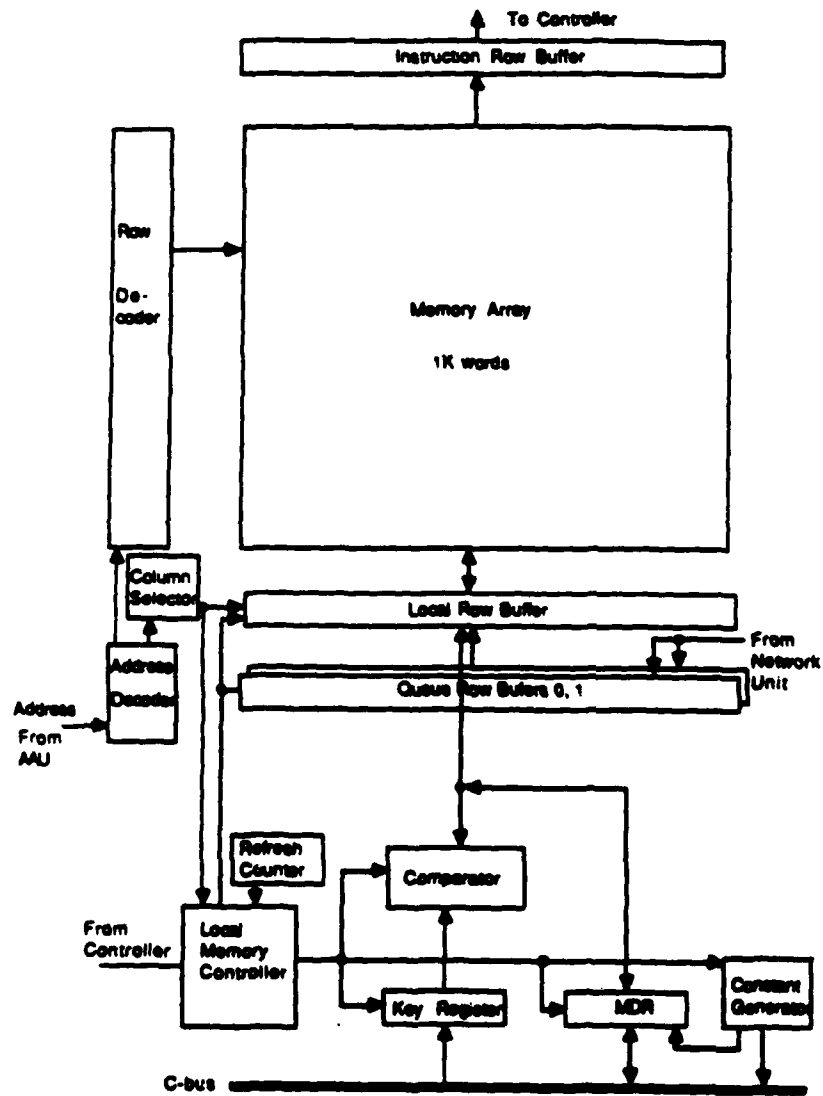 To Controller
Instruction Row Buffer
Row
De-
coder
Memory Array
1K words
Column
Selector
Local Row Buffer
From
Network
Unit
Address
Decoder
Queue Row Bufers 0, 1
Address
From
AAU
Refresh
Counter
Comparator
From
Controller
Local
Memory
Controller
Constant
Generator
Key Register
MDR
C-bus